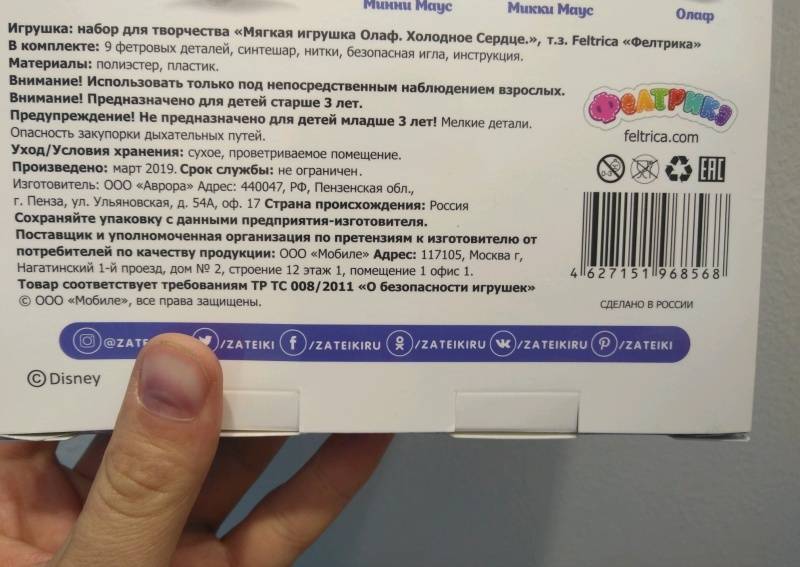 Минни Маус
Микки Маус
Олаф
Игрушка: набор для творчества «Мягкая игрушка Олаф. Холодное Сердце.», т.з. Feltrica «Фелтрика»
В комплекте: 9 фетровых деталей, синтешар, нитки, безопасная игла, инструкция.
Материалы: полиэстер, пластик.
Внимание! Использовать только под непосредственным наблюдением взрослых.
Внимание! Предназначено для детей старше 3 лет.
Предупреждение! Не предназначено для детей младше 3 лет! Мелкие детали.
Опасность закупорки дыхательных путей.
Уход/Условия хранения: сухое, проветриваемое помещение.
Произведено: март 2019. Срок службы: не ограничен.
Изготовитель: ООО «Аврора» Адрес: 440047, РФ, Пензенская обл.,
г. Пенза, ул. Ульяновская, д. 54А, оф. 17 Страна происхождения: Россия
Сохраняйте упаковку с данными предприятия-изготовителя.
Поставщик и уполномоченная организация по претензиям к изготовителю от
потребителей по качеству продукции: ООО «Мобиле» Адрес: 117105, Москва г,
Нагатинский 1-й проезд, дом № 2, строение 12 этаж 1, помещение 1 офис 1.
Товар соответствует требованиям ТР ТС 008/2011 «О безопасности игрушек»
© ООО «Мобиле», все права защищены.
Фелтрика
feltrica.com
0-3
EAC
4 627151 968568
СДЕЛАНО В РОССИИ
@ZATE /ZATEIKI /ZATEIKIRU /ZATEIKIRU /ZATEIKIRU /ZATEIKI
© Disney